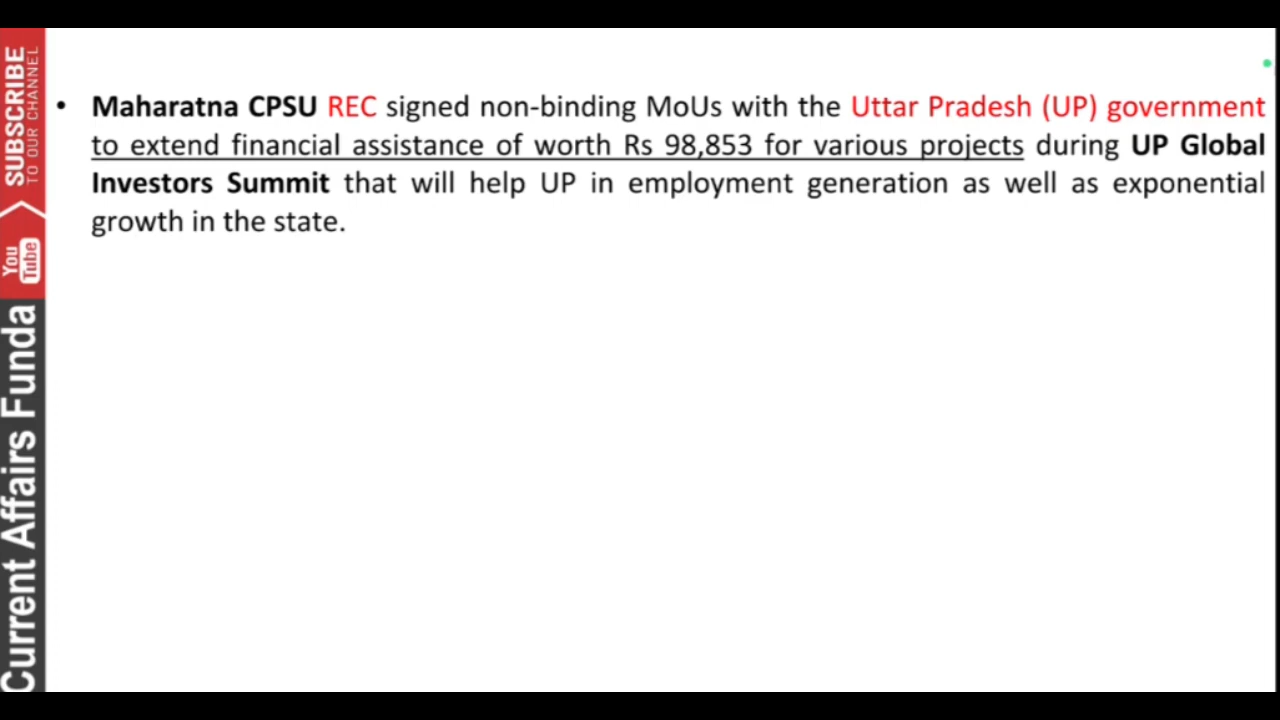 • Maharatna CPSU REC signed non-binding MoUs with the Uttar Pradesh (UP) government
to extend financial assistance of worth Rs 98,853 for various projects during UP Global
Investors Summit that will help UP in employment generation as well as exponential
growth in the state.
SUBSCRIBE
TO OUR CHANNEL
You
Tube
Current Affairs Funda